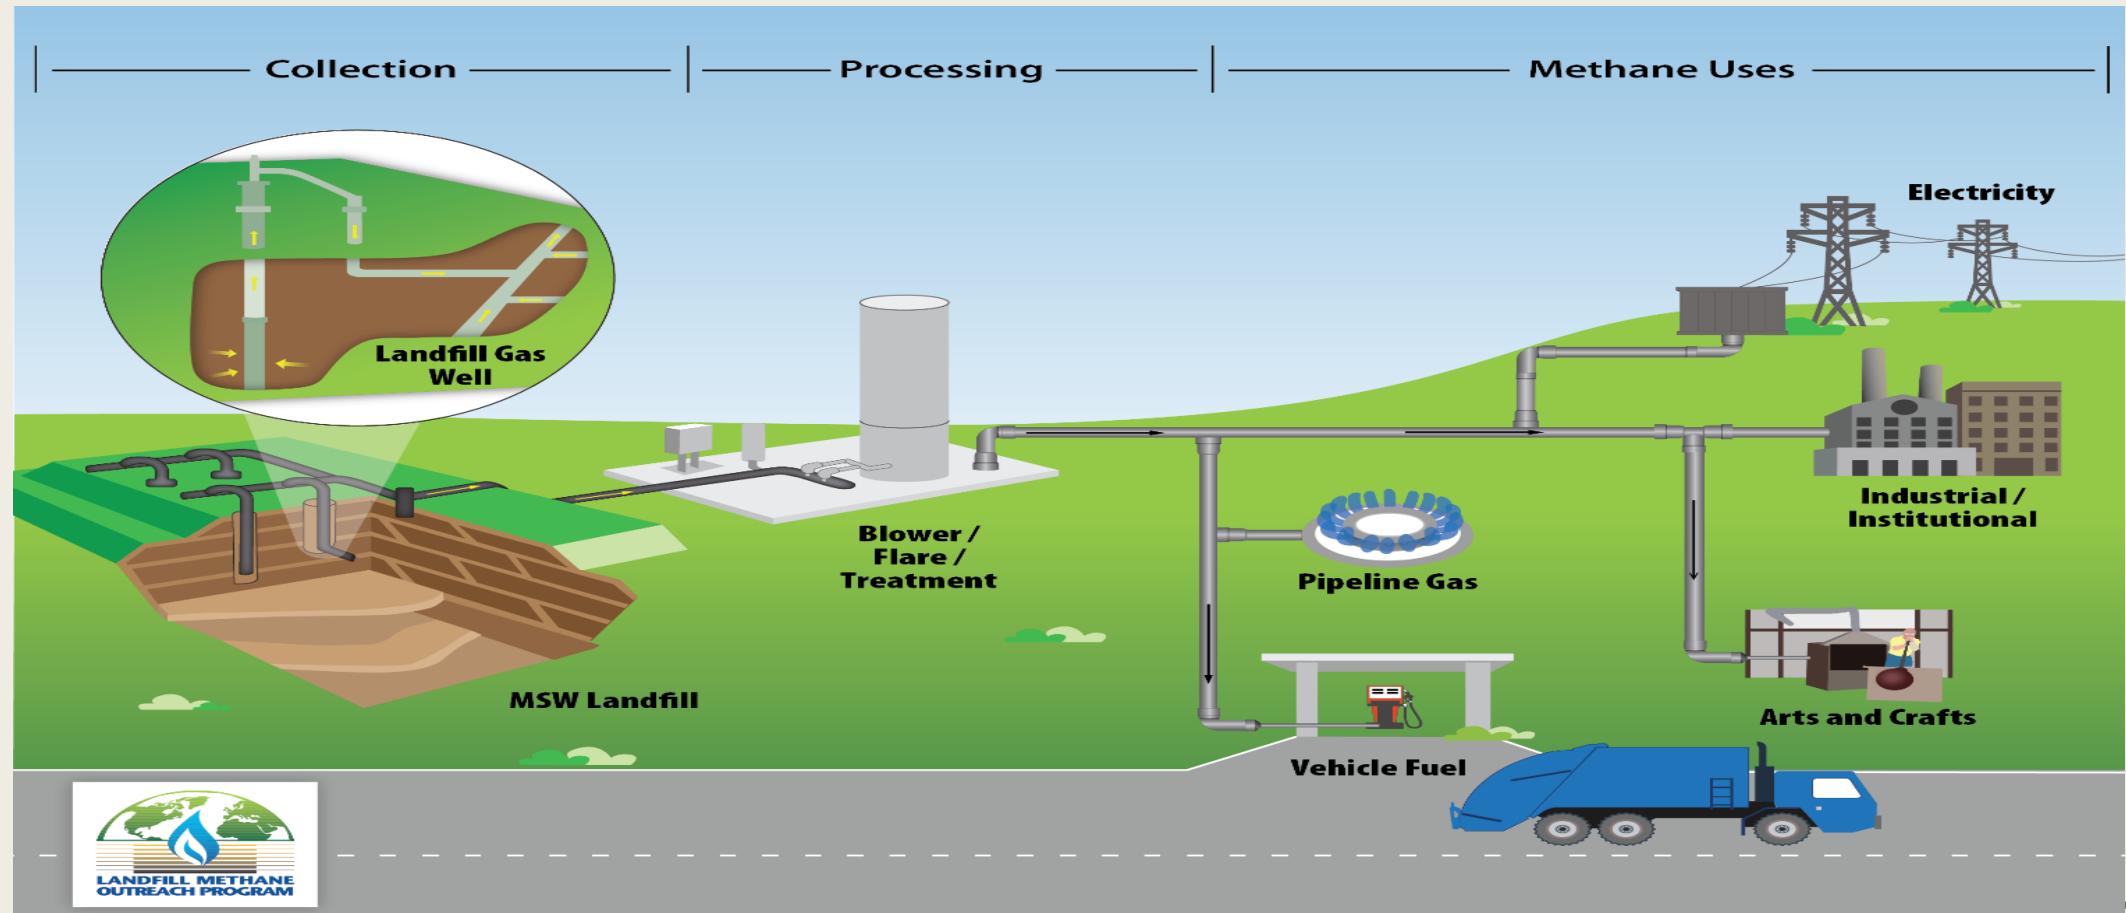 Collection
Processing
Methane Uses
Landfill Gas
Well
MSW Landfill
Blower /
Flare /
Treatment
Electricity
Industrial /
Institutional
Pipeline Gas
Arts and Crafts
Vehicle Fuel
LANDFILL METHANE
OUTREACH PROGRAM